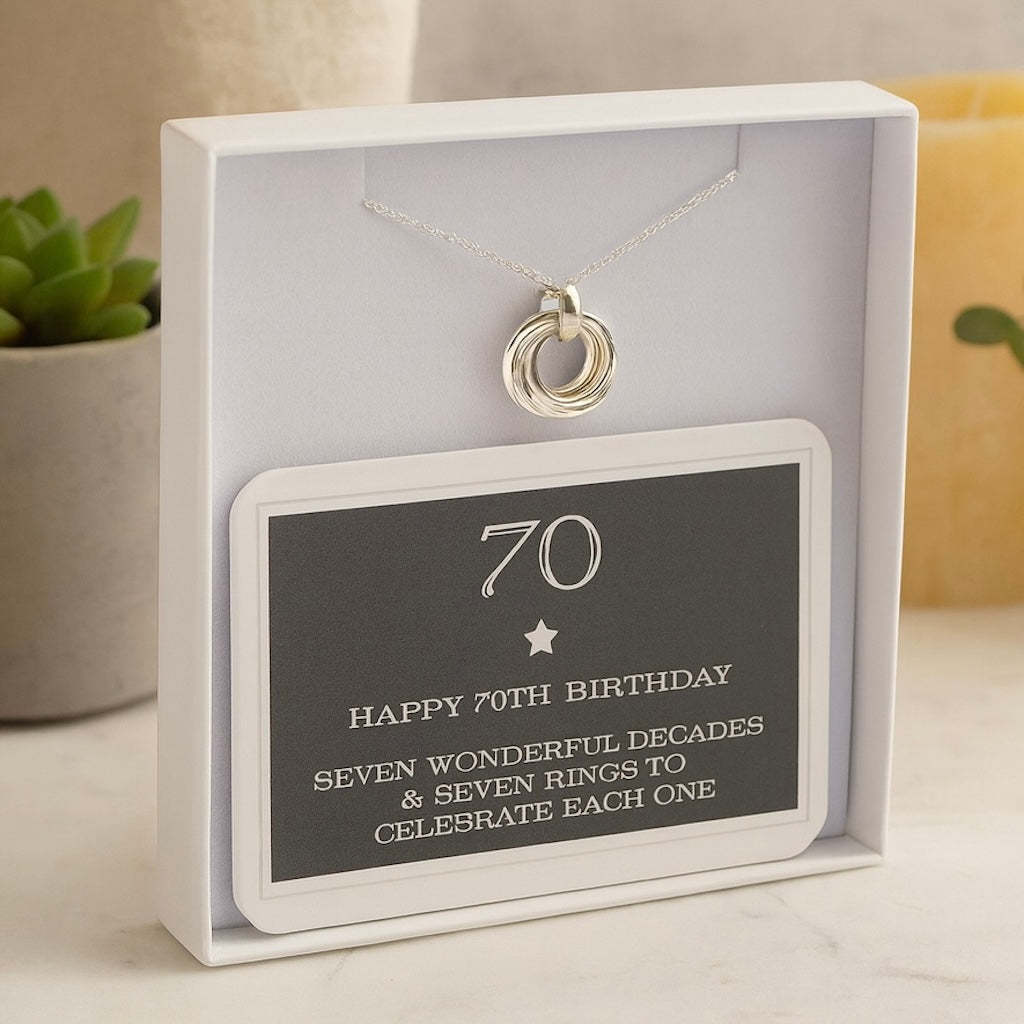 70
HAPPY 70TH BIRTHDAY
SEVEN WONDERFUL DECADES
& SEVEN RINGS TO
CELEBRATE EACH ONE